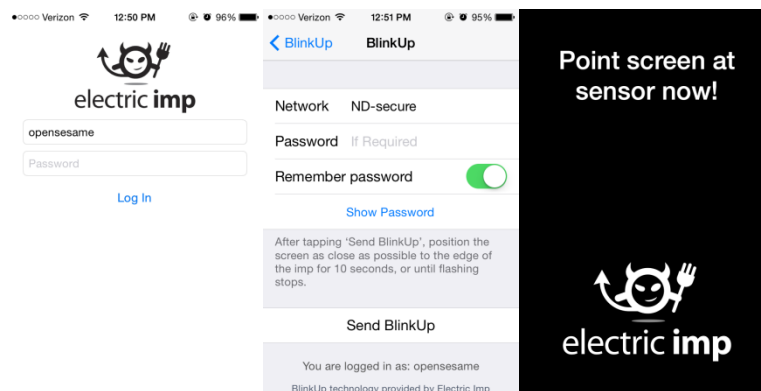 Verizon 12:50 PM 96%
electric imp
opensesame
Password
Log In
Verizon 12:51 PM 95%
BlinkUp BlinkUp
Network ND-secure
Password If Required
Remember password
Show Password
After tapping 'Send BlinkUp', position the
screen as close as possible to the edge of
the imp for 10 seconds, or until flashing
stops.
Send BlinkUp
You are logged in as: opensesame
BlinkUp technology provided by Electric Imp
Point screen at
sensor now!
electric imp